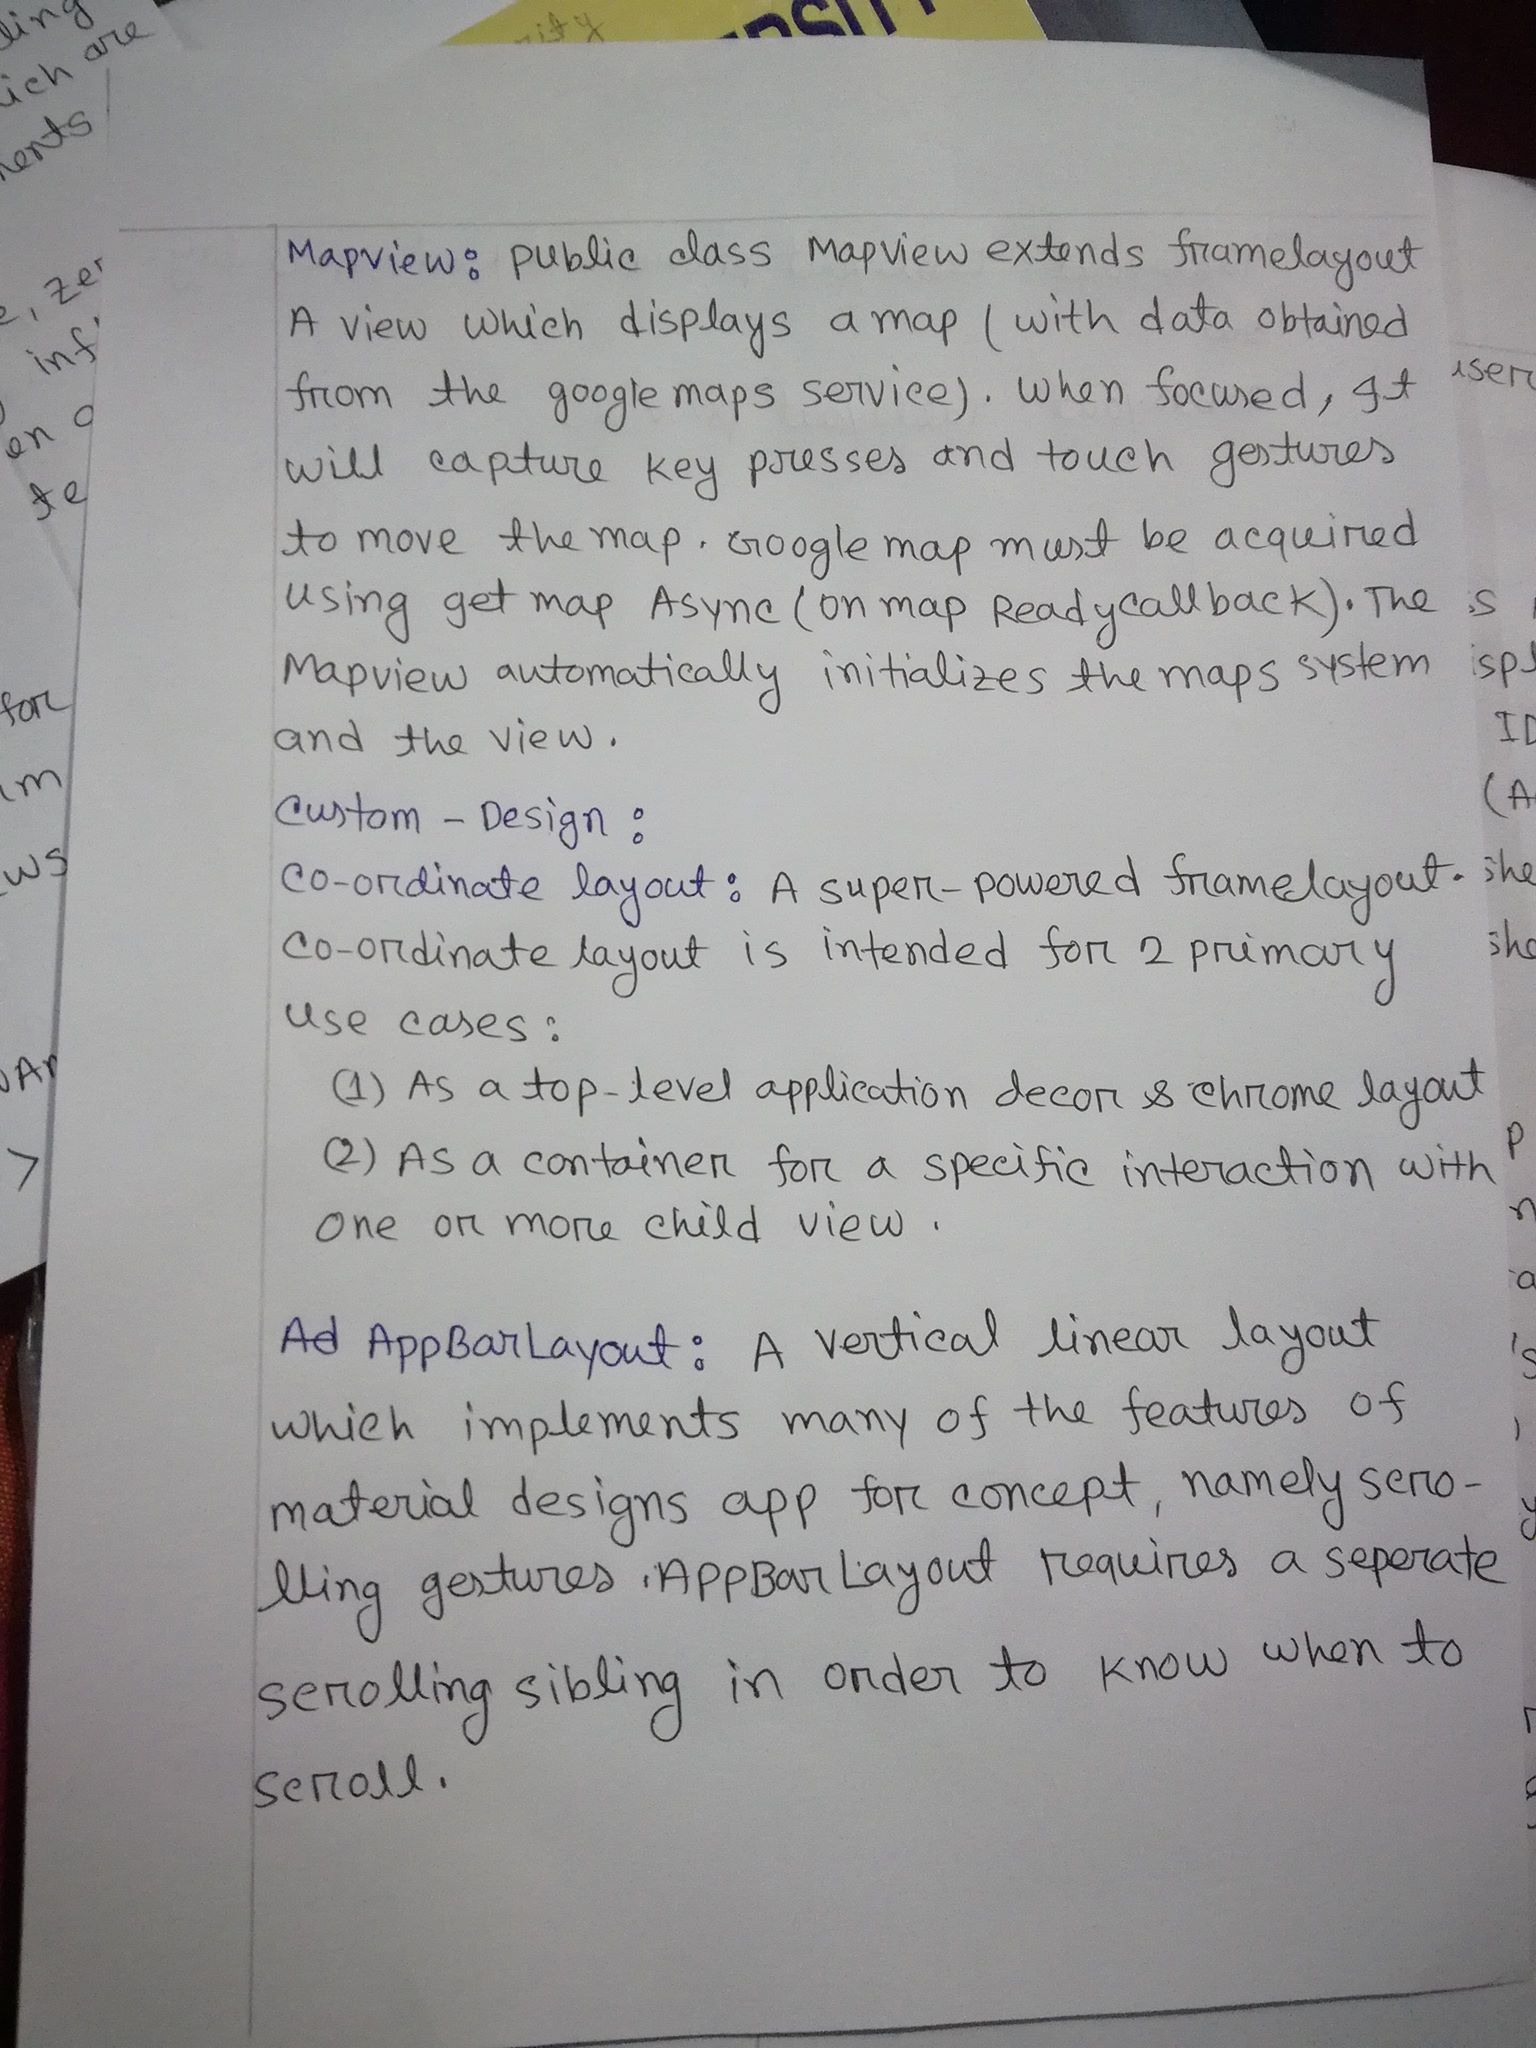 Mapview: public class Mapview extends framelayout
A view which displays a map (with data obtained
from the google maps service). When focused, It
will capture key presses and touch gestures
to move the map. Google map must be acquired
using get map Async (on map Readycallback). The
Mapview automatically initializes the maps system
and the view.
Custom - Design :
Co-ordinate layout : A super-powered framelayout.
Co-ordinate layout is intended for 2 primary
use cases :
(1) As a top-level application decor & chrome layout
(2) As a container for a specific interaction with
one or more child view .
Ad AppBarLayout : A vertical linear layout
which implements many of the features of
material designs app for concept, namely scro-
lling gestures . AppBar Layout requires a seperate
scrolling sibling in order to know when to
scroll.